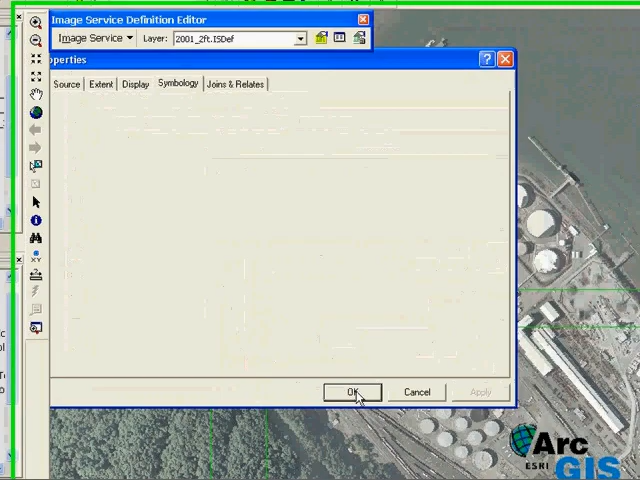 Image Service Definition Editor
Image Service Layer: 2001_2ft.ISDef
operties
Source Extent Display Symbology Joins & Relates
XY
OK Cancel Apply
Arc
ESRI GIS